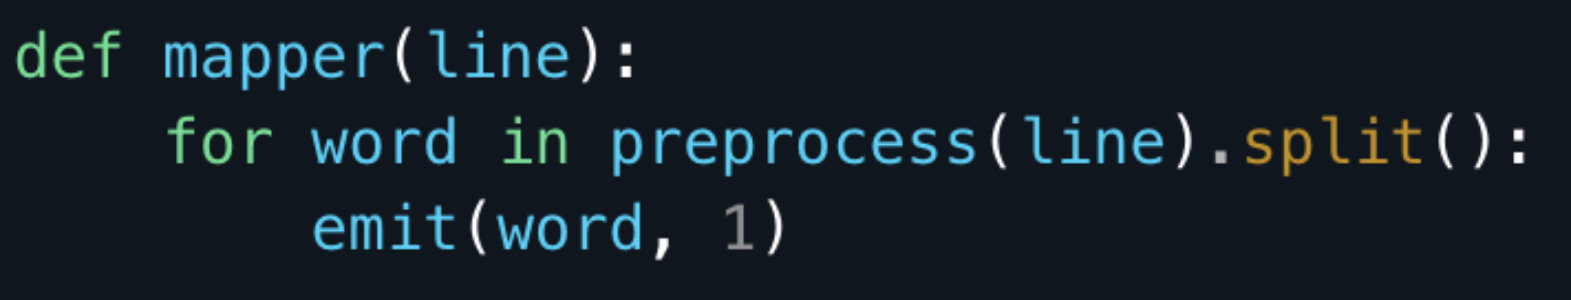 def mapper(line):
    for word in preprocess(line).split():
        emit(word, 1)